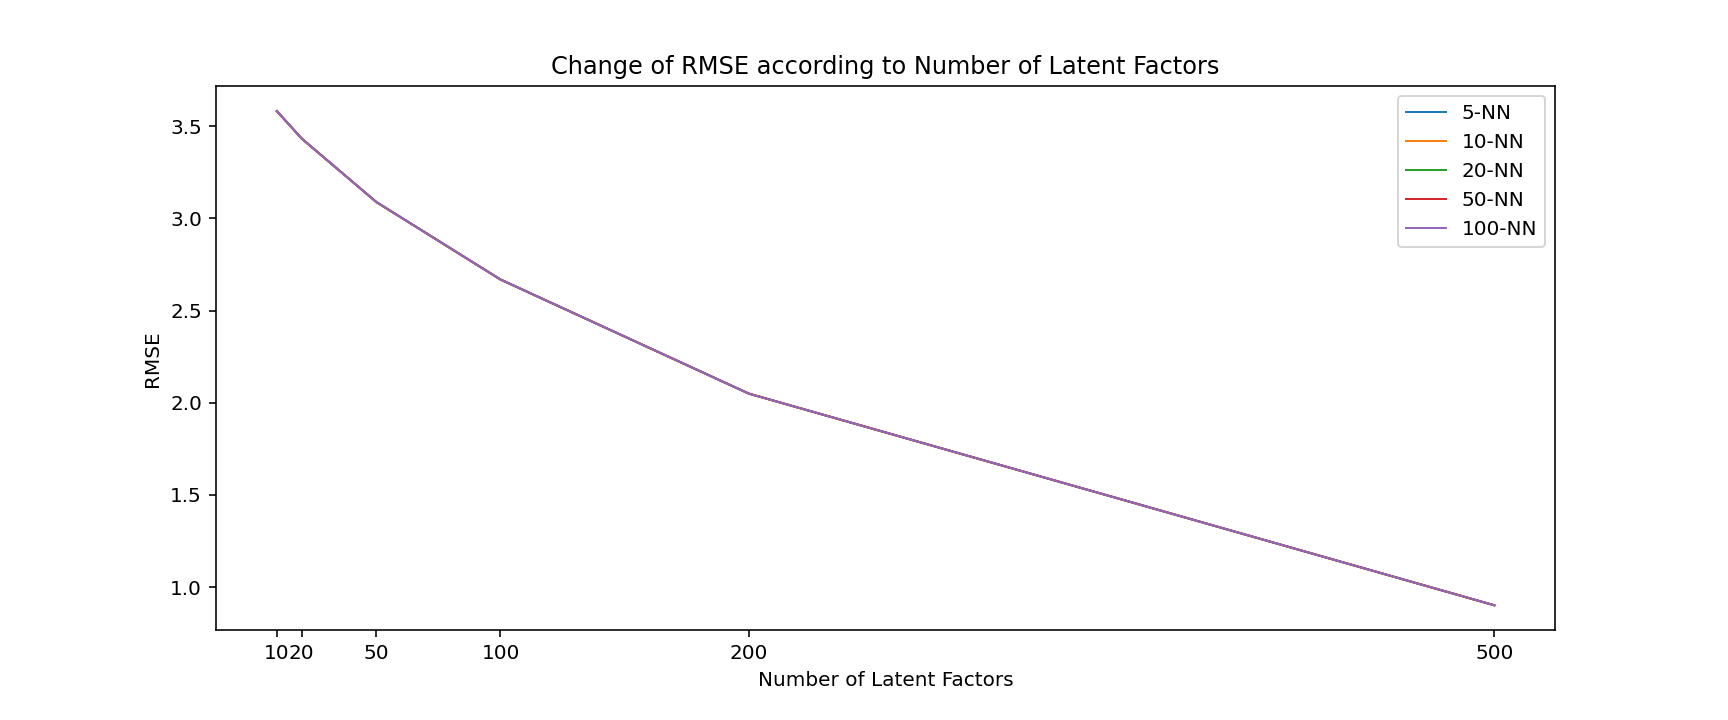 Change of RMSE according to Number of Latent Factors
5-NN
10-NN
20-NN
50-NN
100-NN
3.5
3.0
2.5
2.0
1.5
1.0
RMSE
10 20 50 100 200 500
Number of Latent Factors